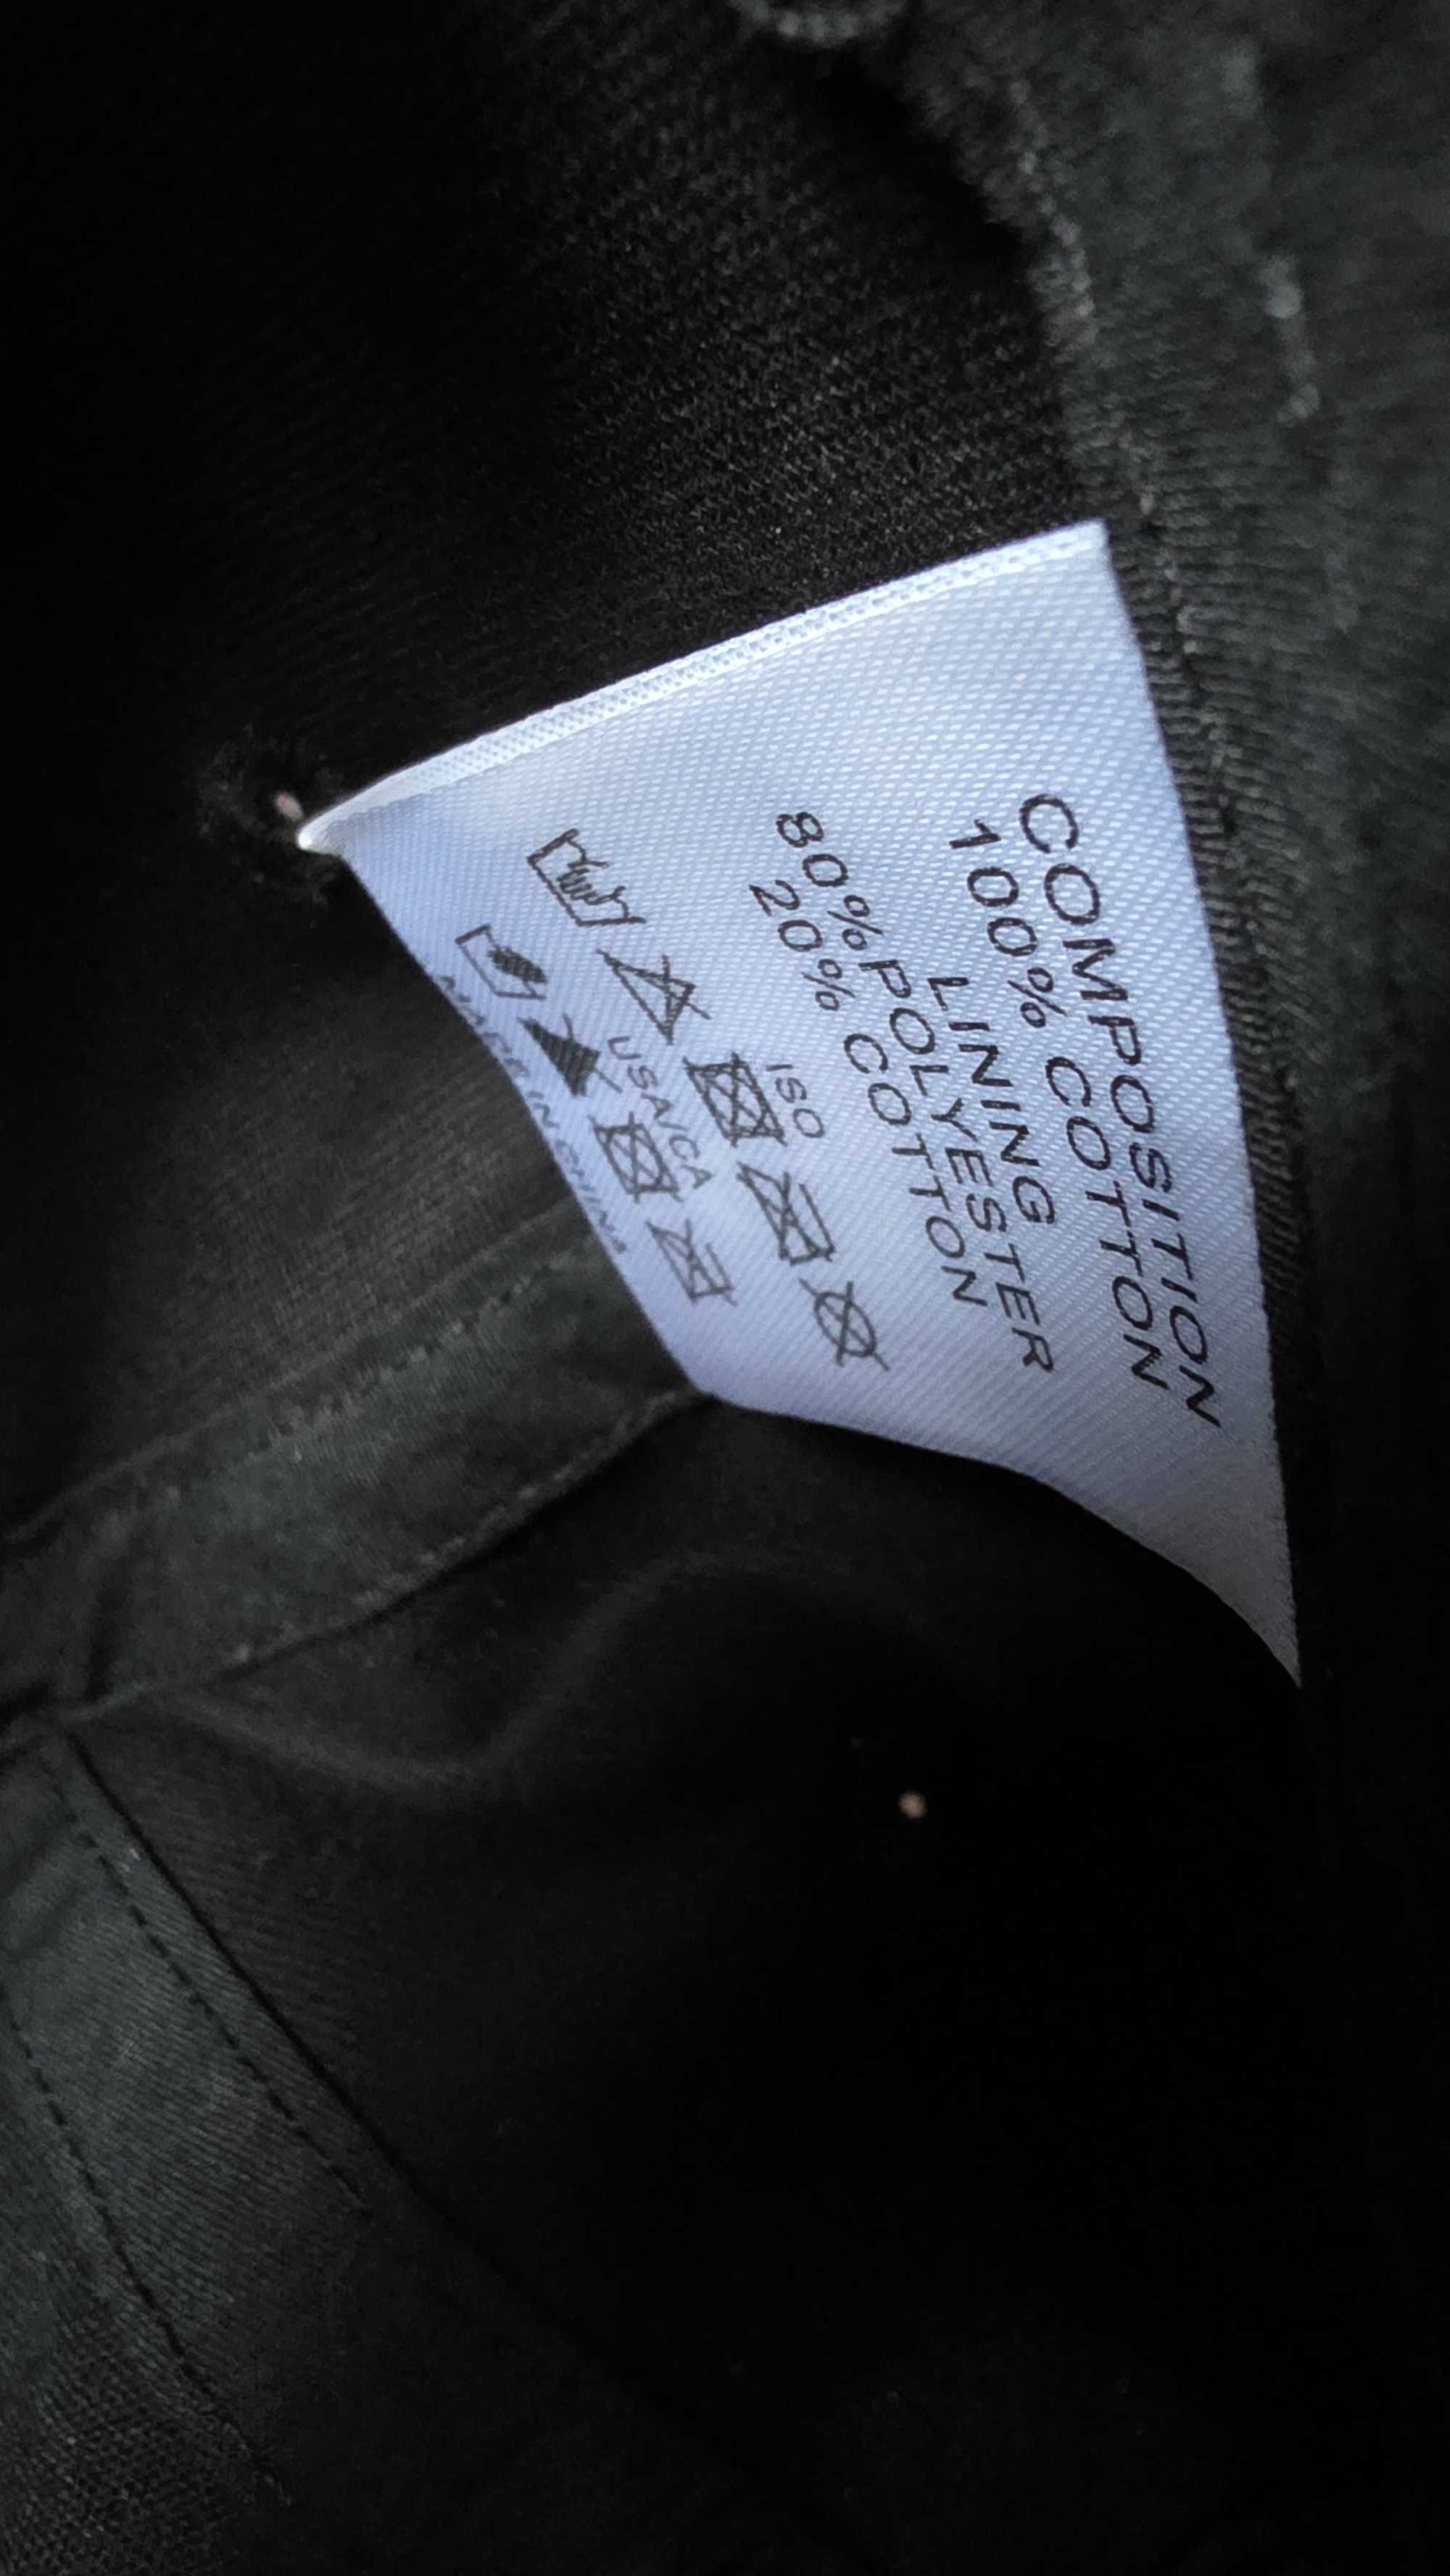 COMPOSITION
100% COTTON
LINING
80%POLYESTER
20% COTTON
ISO
USA/CA
MADE IN CHINA